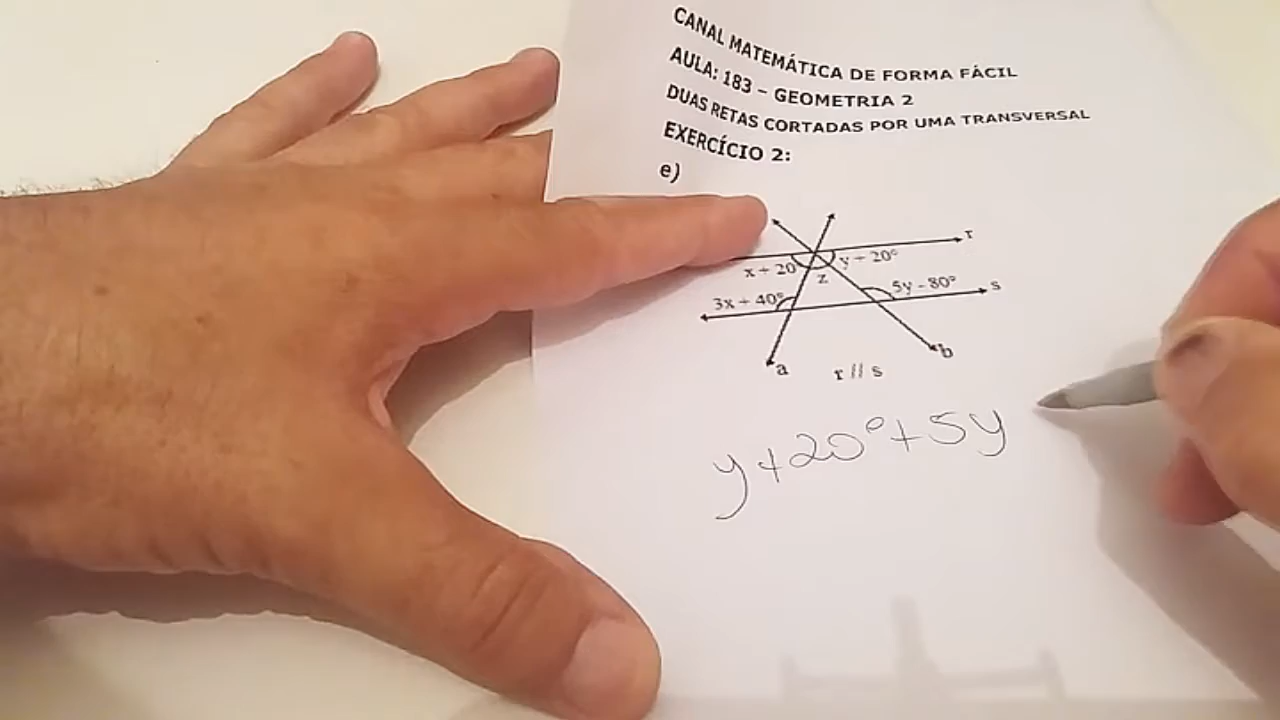 CANAL MATEMÁTICA DE FORMA FÁCIL
AULA: 183 – GEOMETRIA 2
DUAS RETAS CORTADAS POR UMA TRANSVERSAL
EXERCÍCIO 2:
e)
r
x + 20
y + 20°
z
3x + 40°
5y - 80°
s
a
b
r // s
y+20°+5y